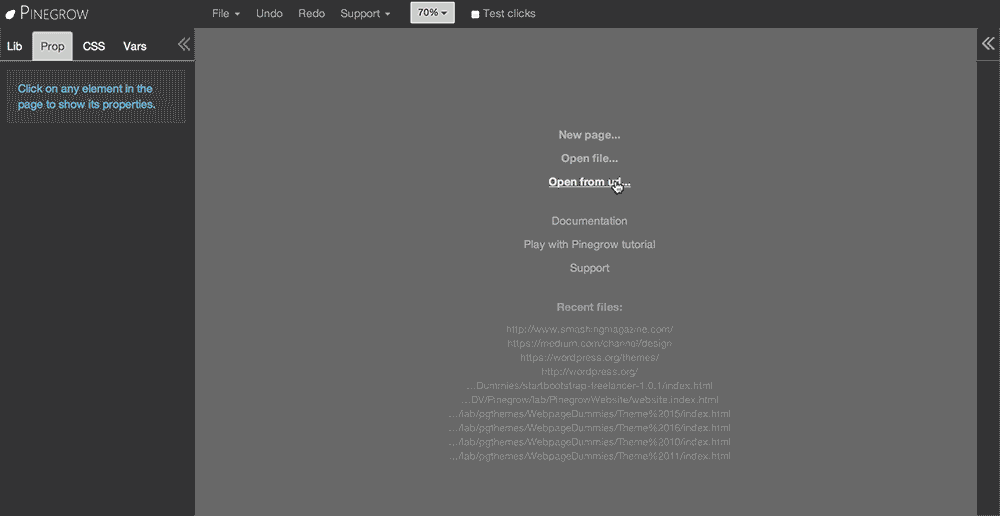 PINEGROW
File
Undo
Redo
Support
70%
Test clicks
Lib
Prop
CSS
Vars
Click on any element in the
page to show its properties.
New page...
Open file...
Open from url...
Documentation
Play with Pinegrow tutorial
Support
Recent files:
http://www.smashingmagazine.com/
https://medium.com/channel/design
https://wordpress.org/themes/
http://wordpress.org/
...Dummies/startbootstrap-freelancer-1.0.1/index.html
...DV/Pinegrow/lab/PinegrowWebsite/website.index.html
.../lab/pgthemes/WebpageDummies/Theme%2015/index.html
.../lab/pgthemes/WebpageDummies/Theme%2016/index.html
.../lab/pgthemes/WebpageDummies/Theme%2010/index.html
.../lab/pgthemes/WebpageDummies/Theme%2011/index.html